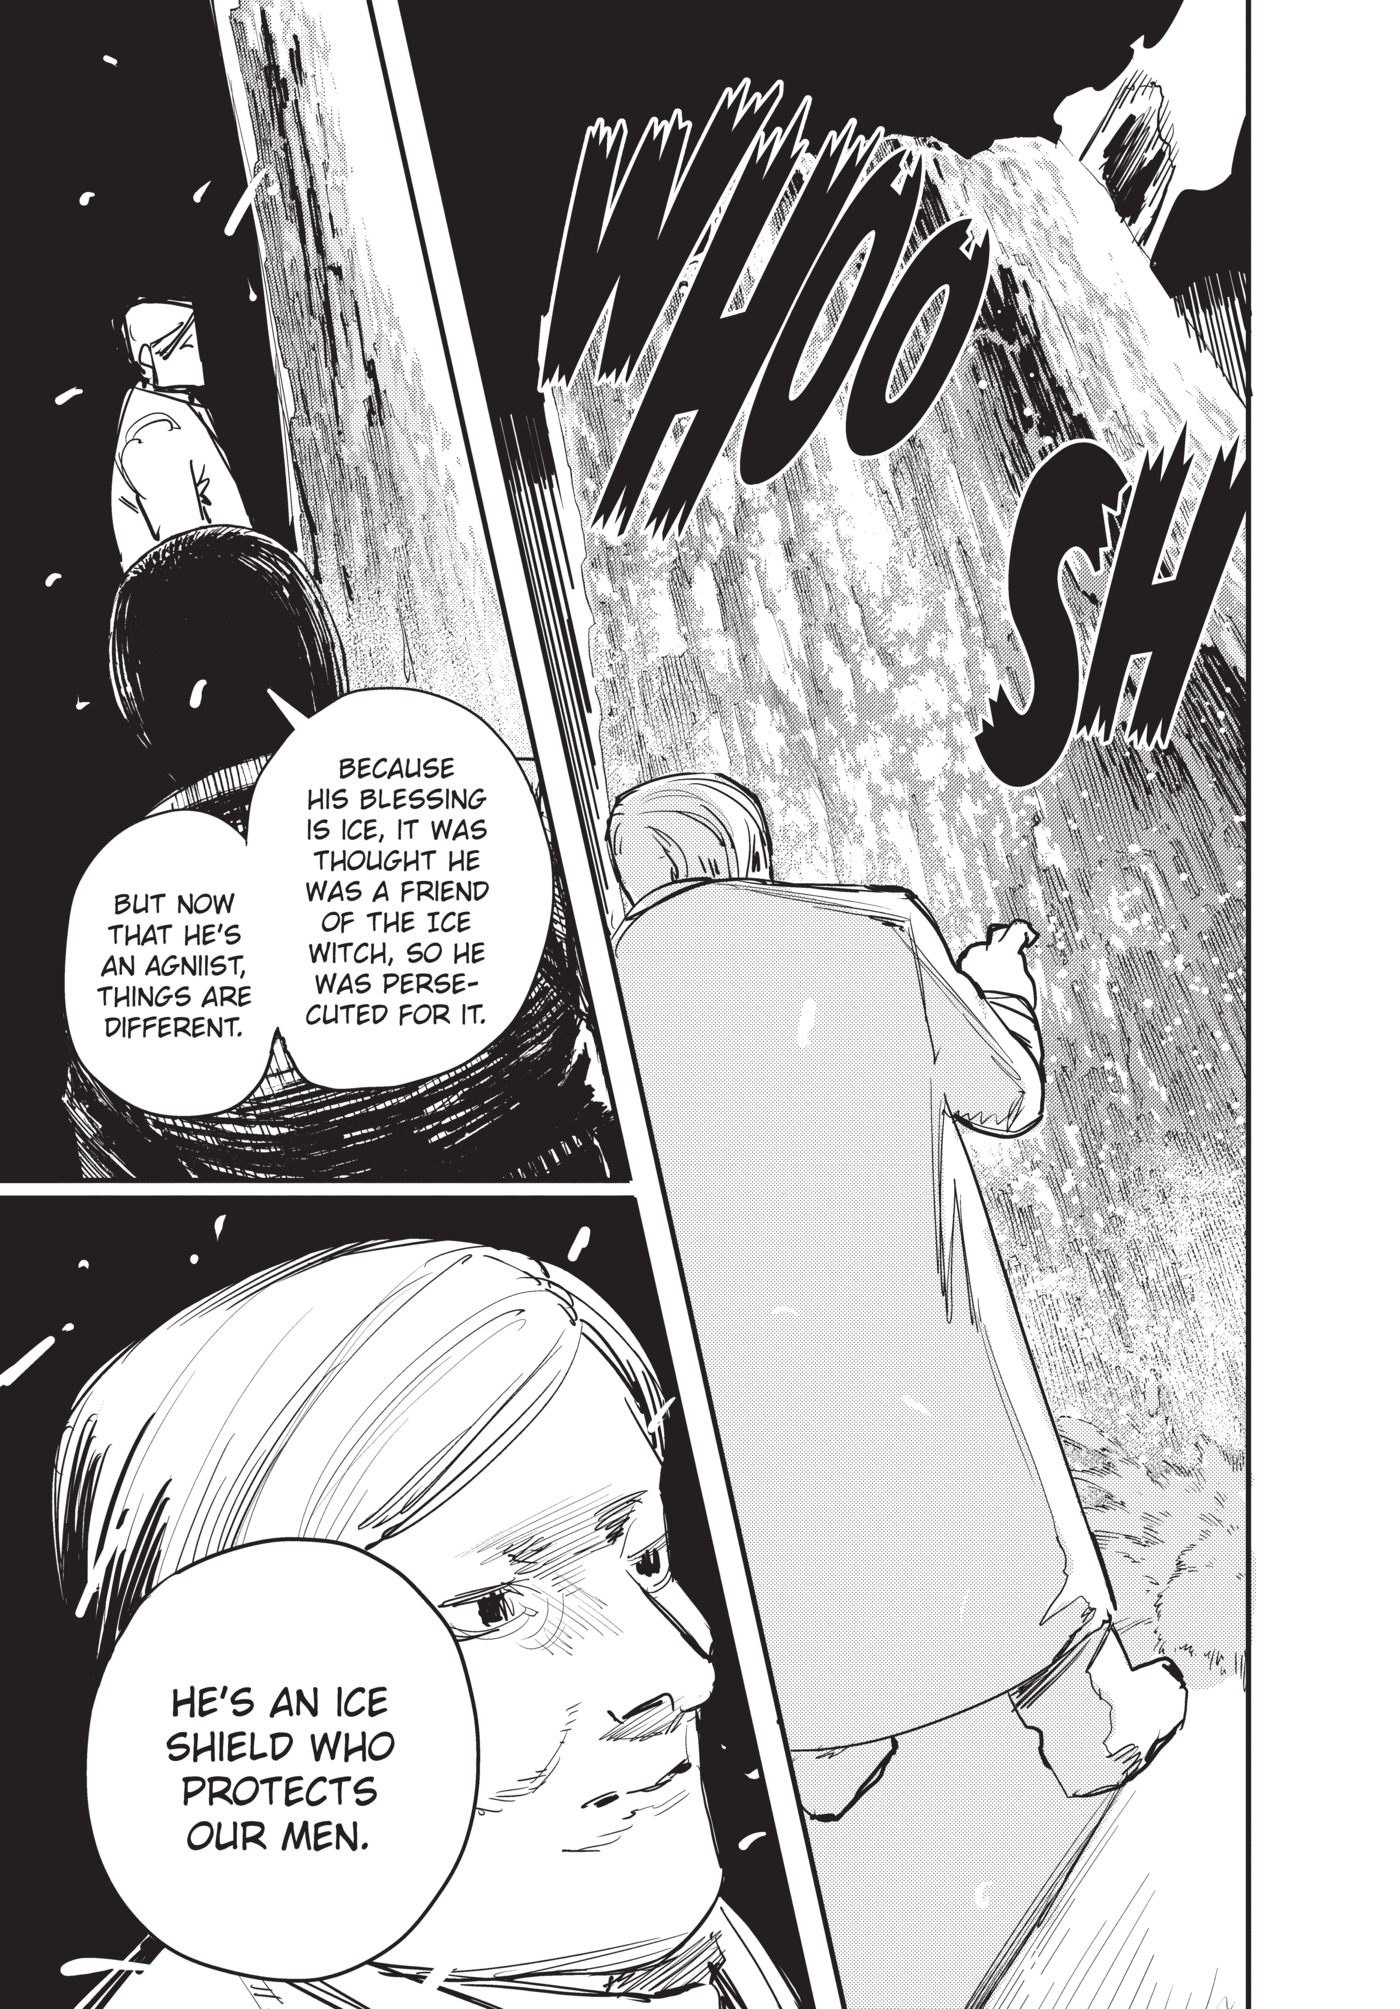 WHOO
SH
BECAUSE
HIS BLESSING
IS ICE, IT WAS
THOUGHT HE
WAS A FRIEND
OF THE ICE
WITCH, SO HE
WAS PERSE-
CUTED FOR IT.
BUT NOW
THAT HE'S
AN AGNIIST,
THINGS ARE
DIFFERENT.
HE'S AN ICE
SHIELD WHO
PROTECTS
OUR MEN.